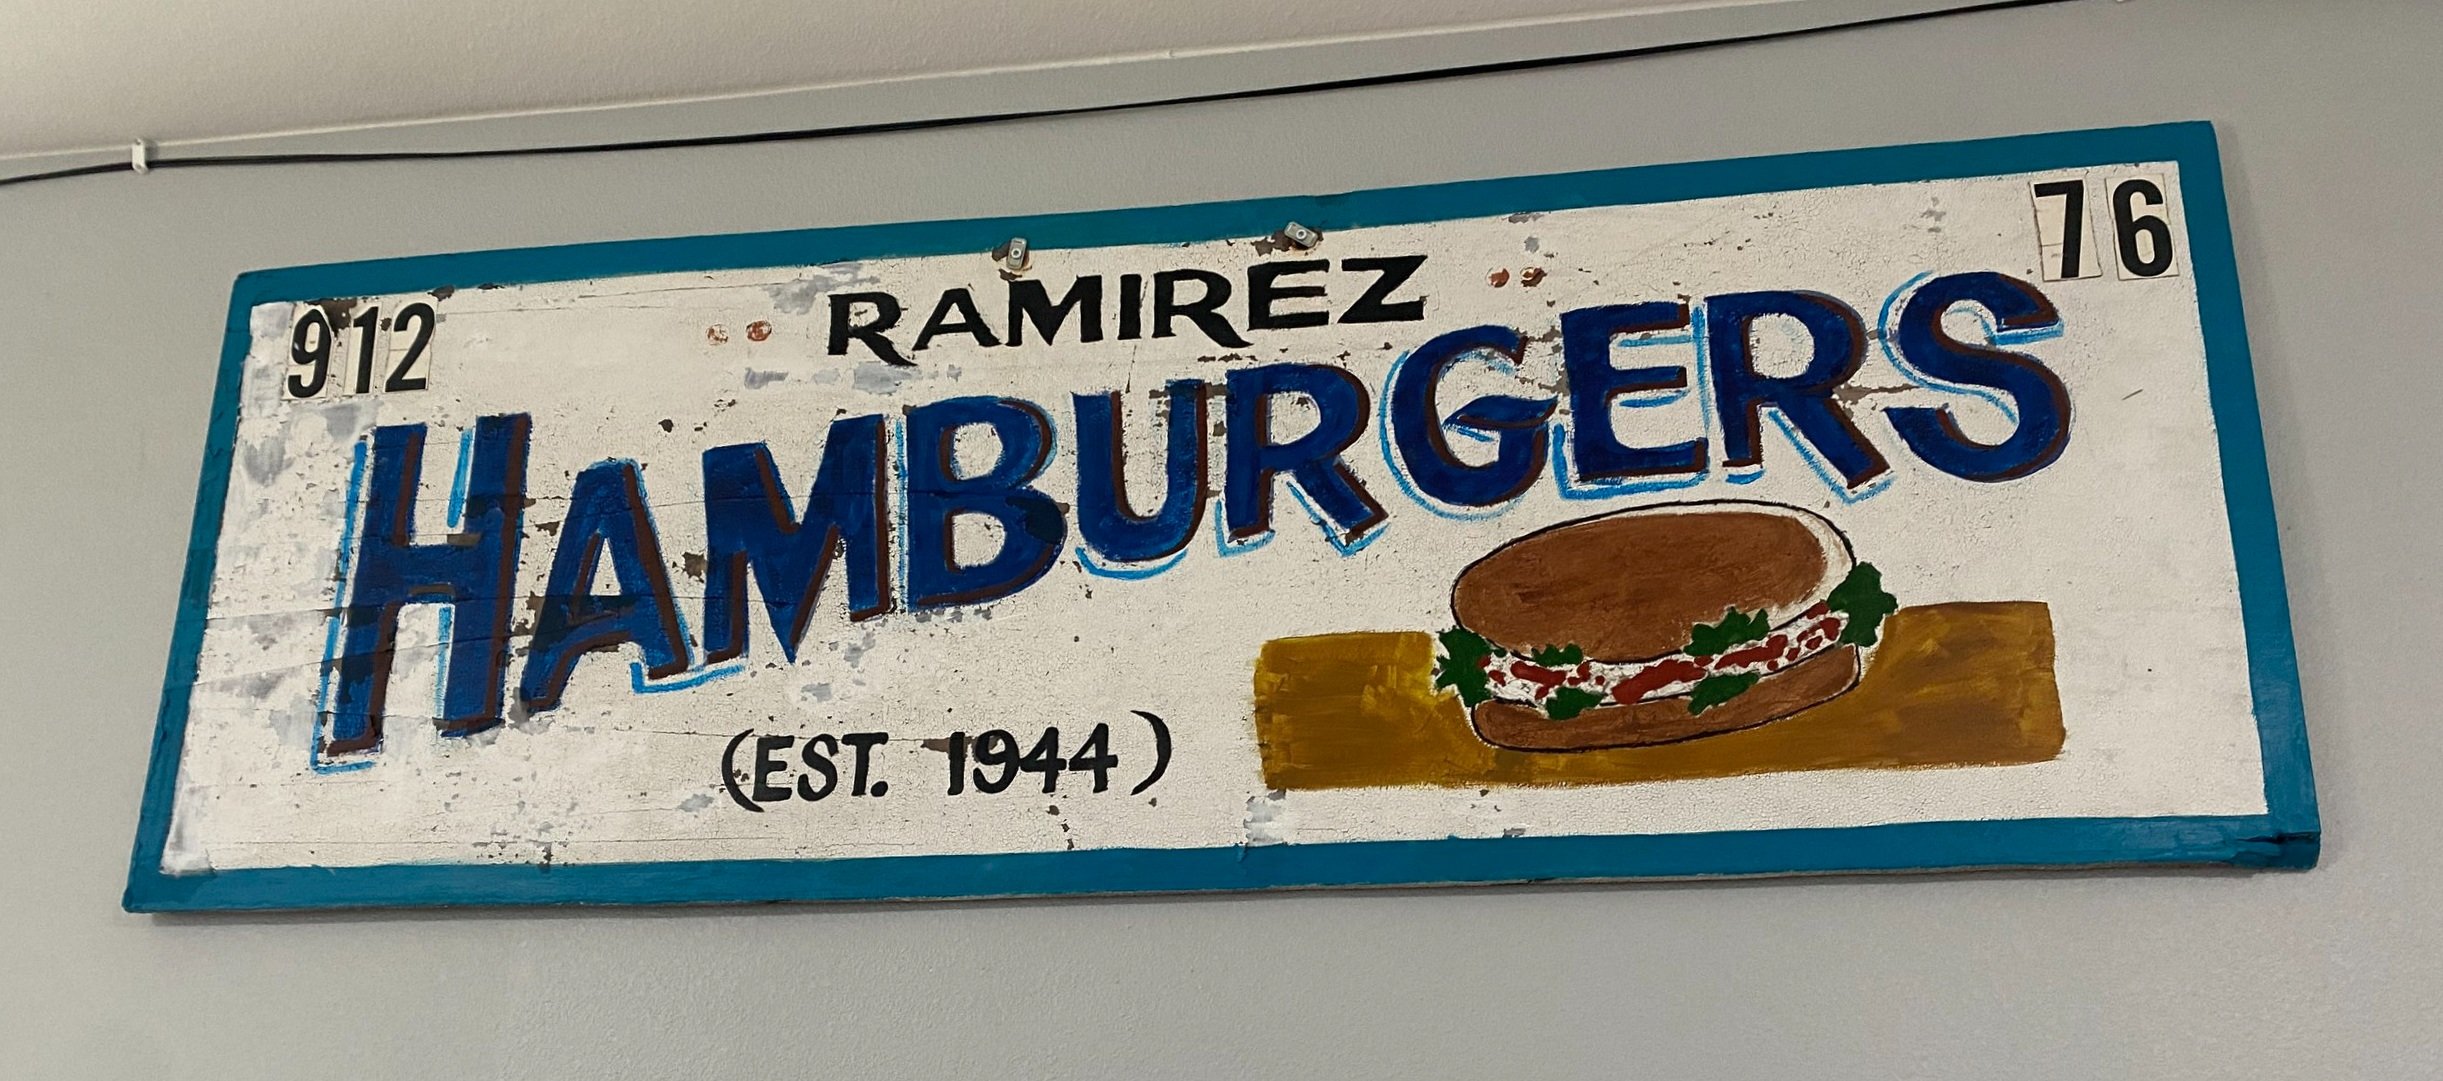 912
76
RAMIREZ
HAMBURGERS
(EST. 1944)